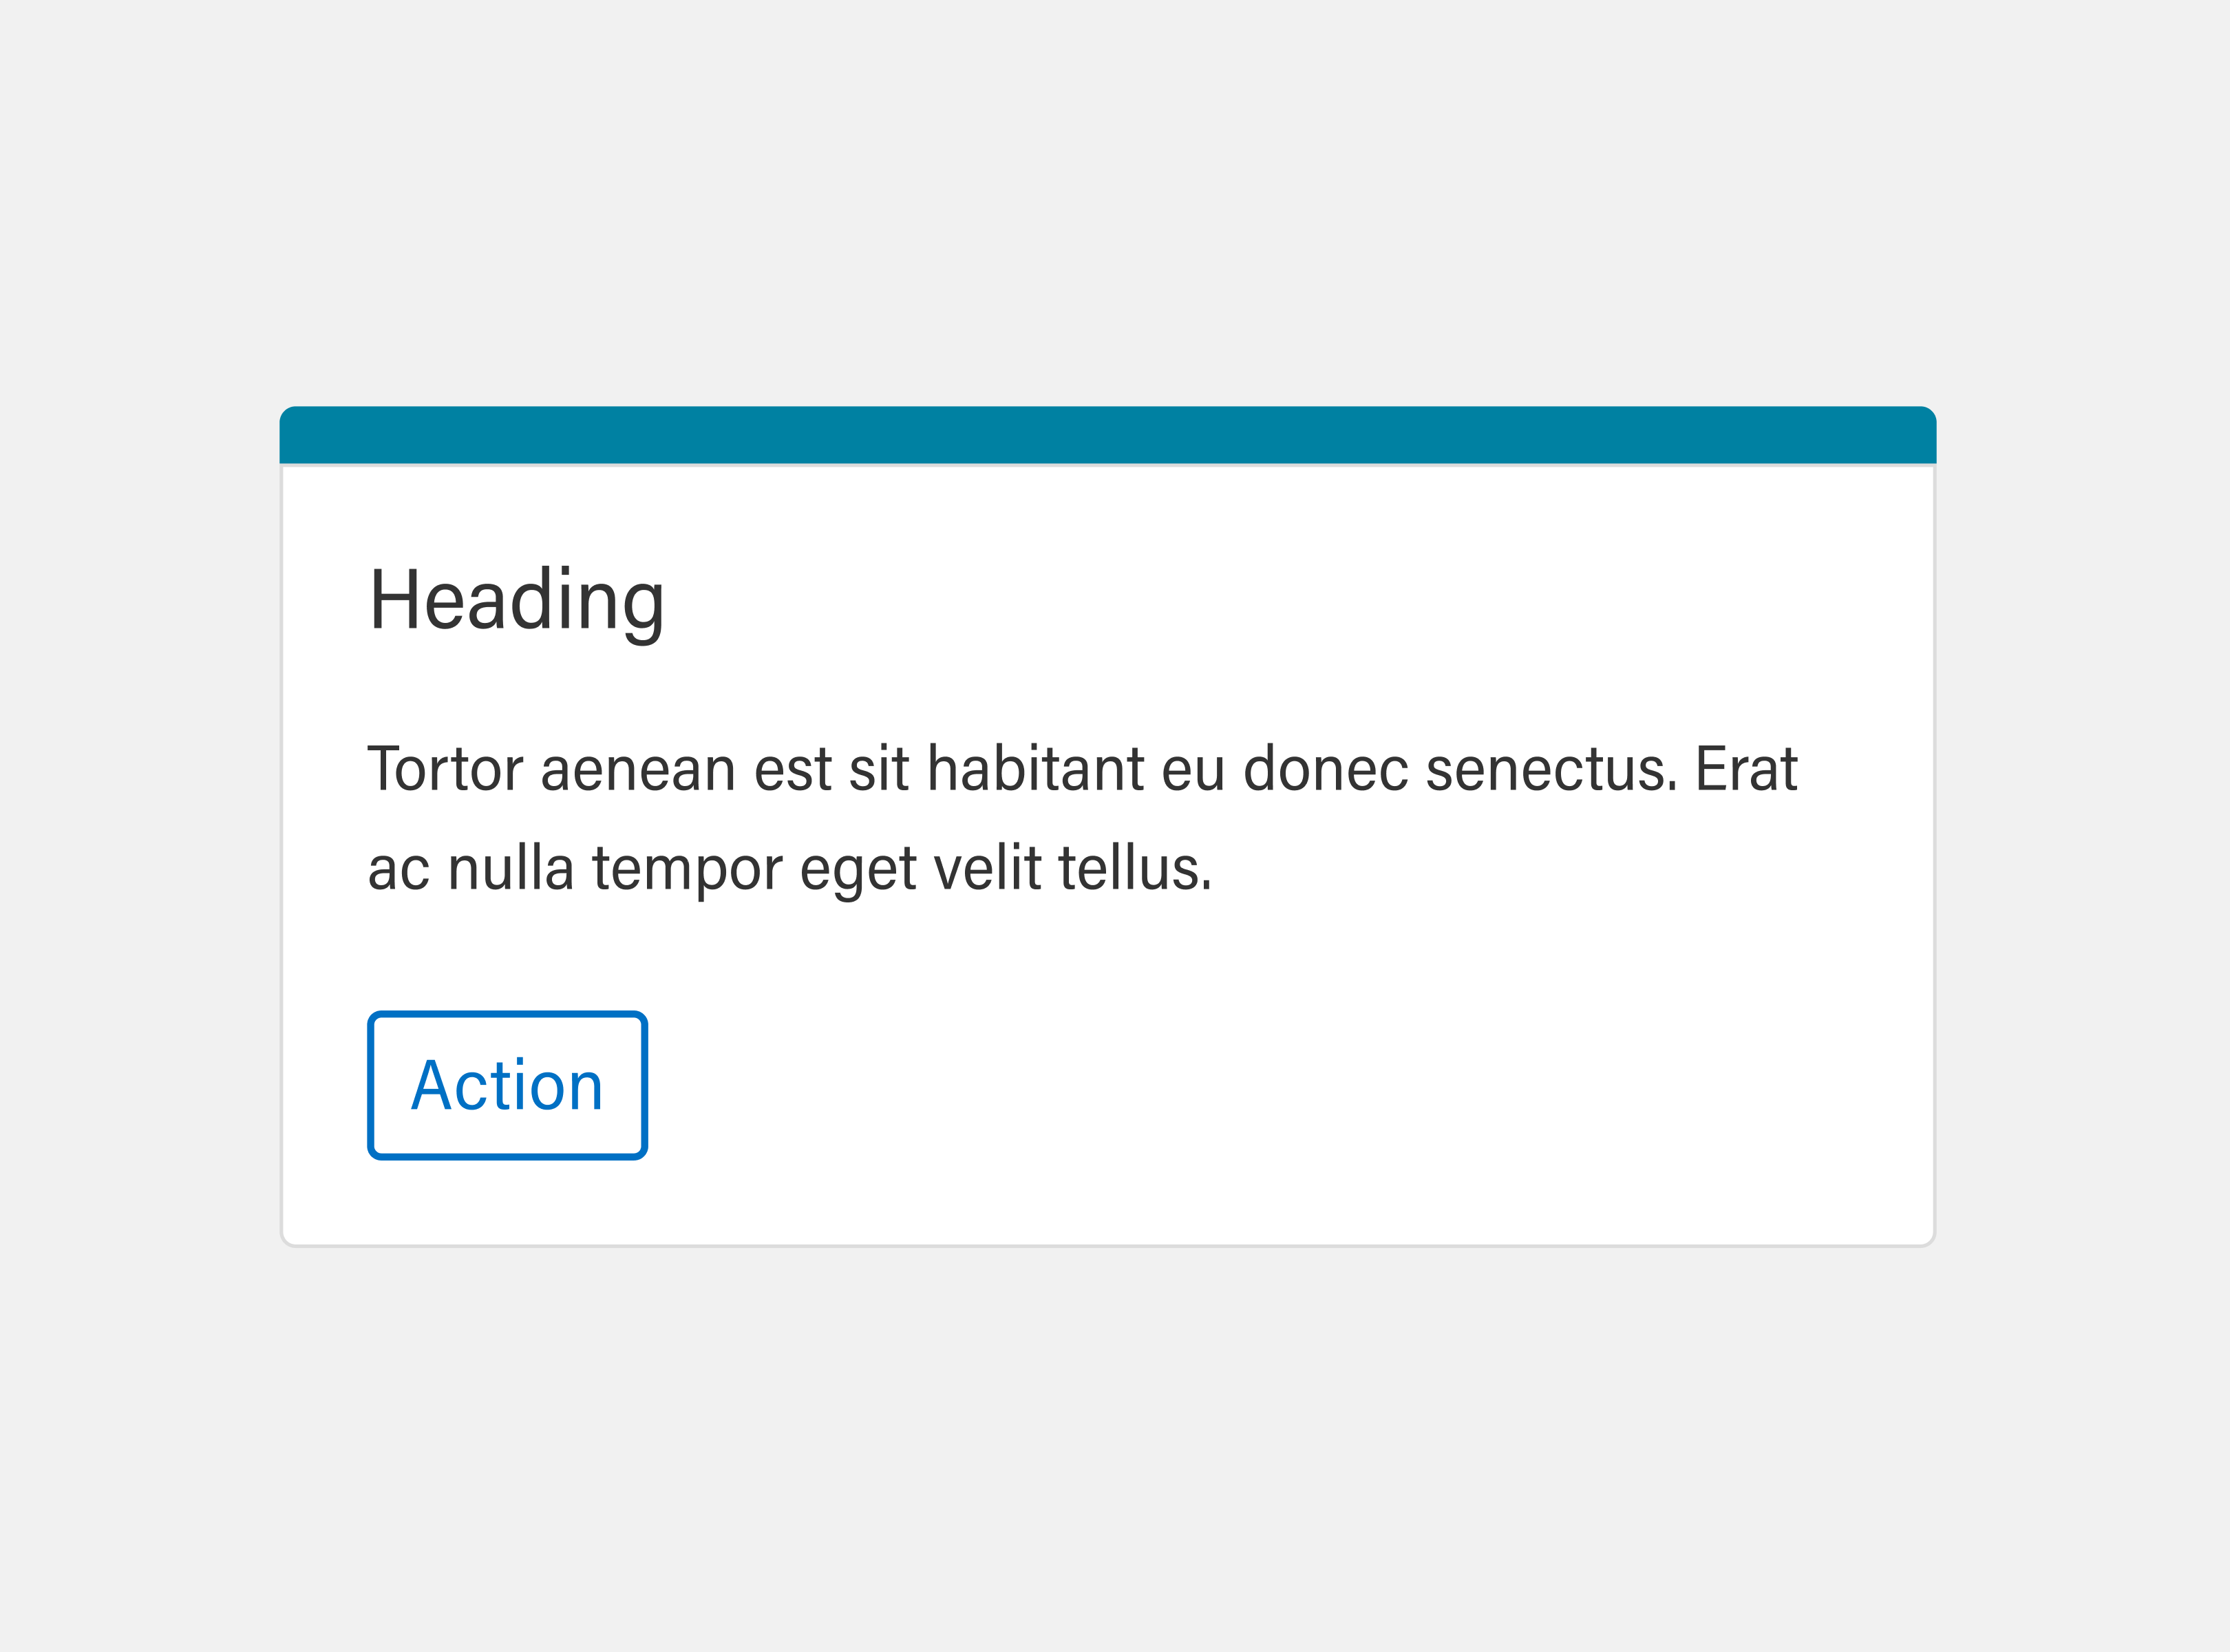 Heading
Tortor aenean est sit habitant eu donec senectus. Erat
ac nulla tempor eget velit tellus.
Action